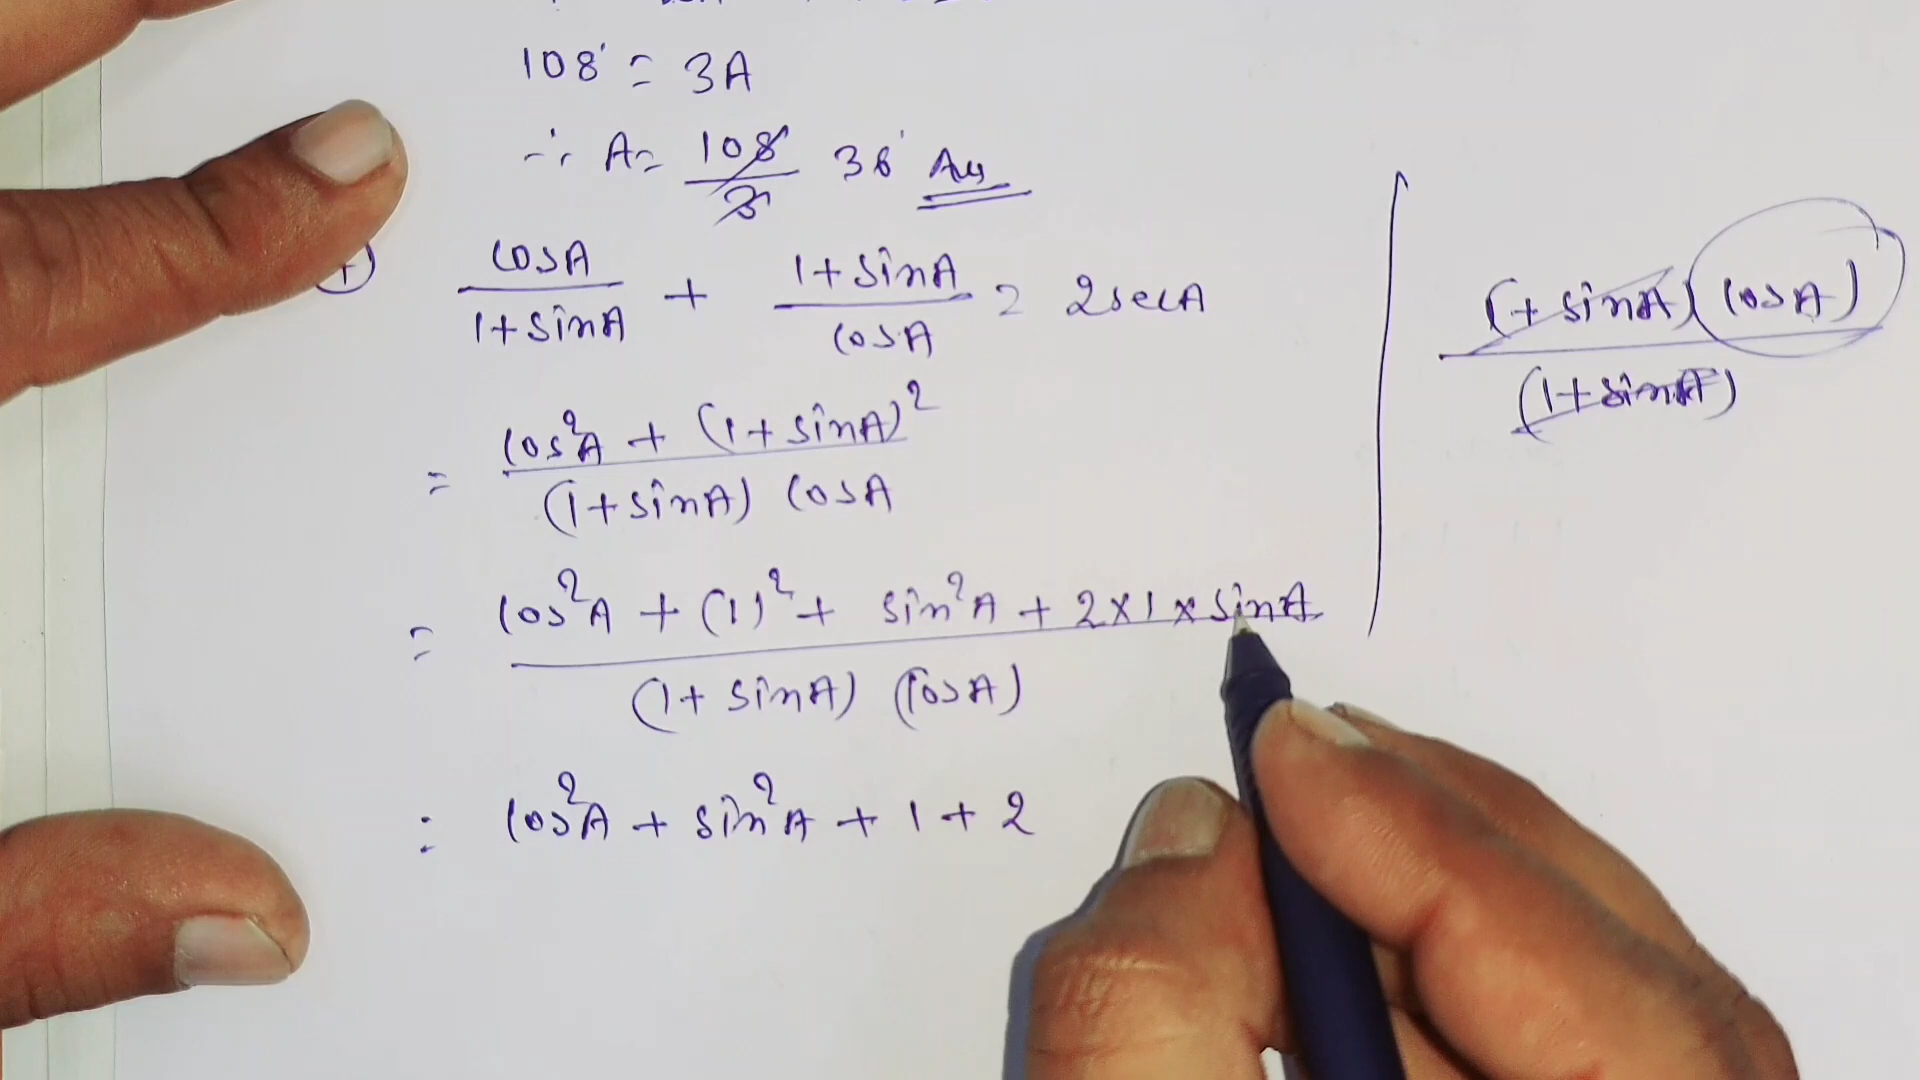 108° = 3A
∴ A = 108/3 36° Ans
cosA/1+sinA + 1+sinA/cosA = 2secA
= cos²A + (1+sinA)²/(1+sinA) cosA
= cos²A + (1)² + sin²A + 2×1×sinA/(1+sinA) (cosA)
= cos²A + sin²A + 1 + 2
(1+sinA)(cosA)/(1+sinA)